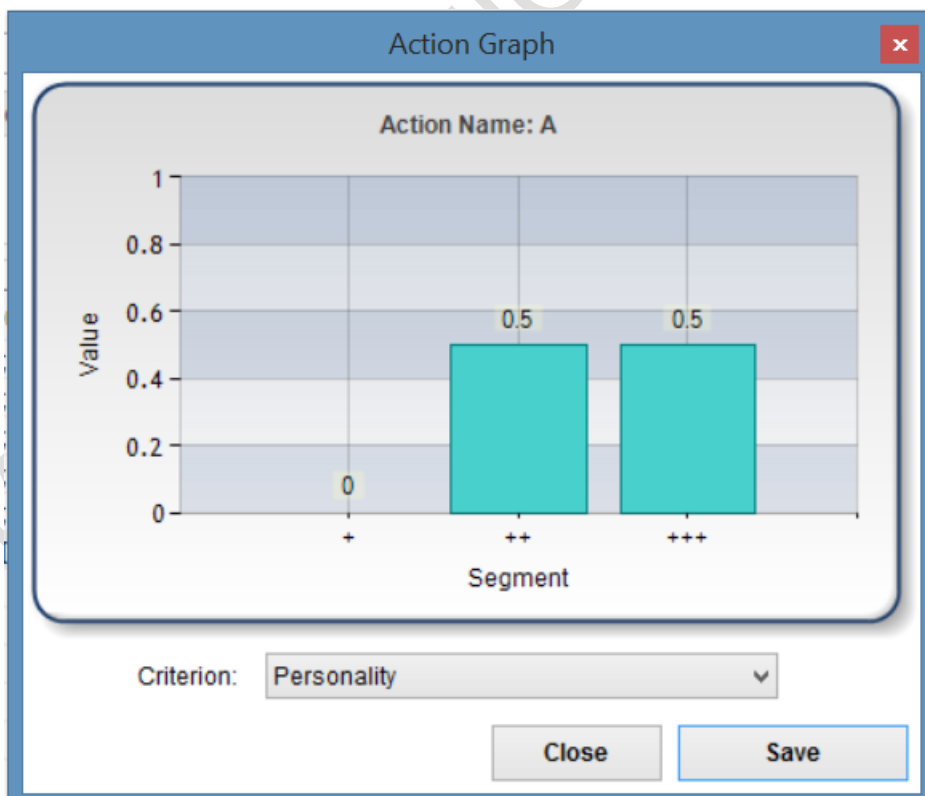 Action Graph
x
Action Name: A
1
0.8
0.6
0.4
0.2
0
Value
0.5
0.5
0
+
++
+++
Segment
Criterion:
Personality
Close
Save